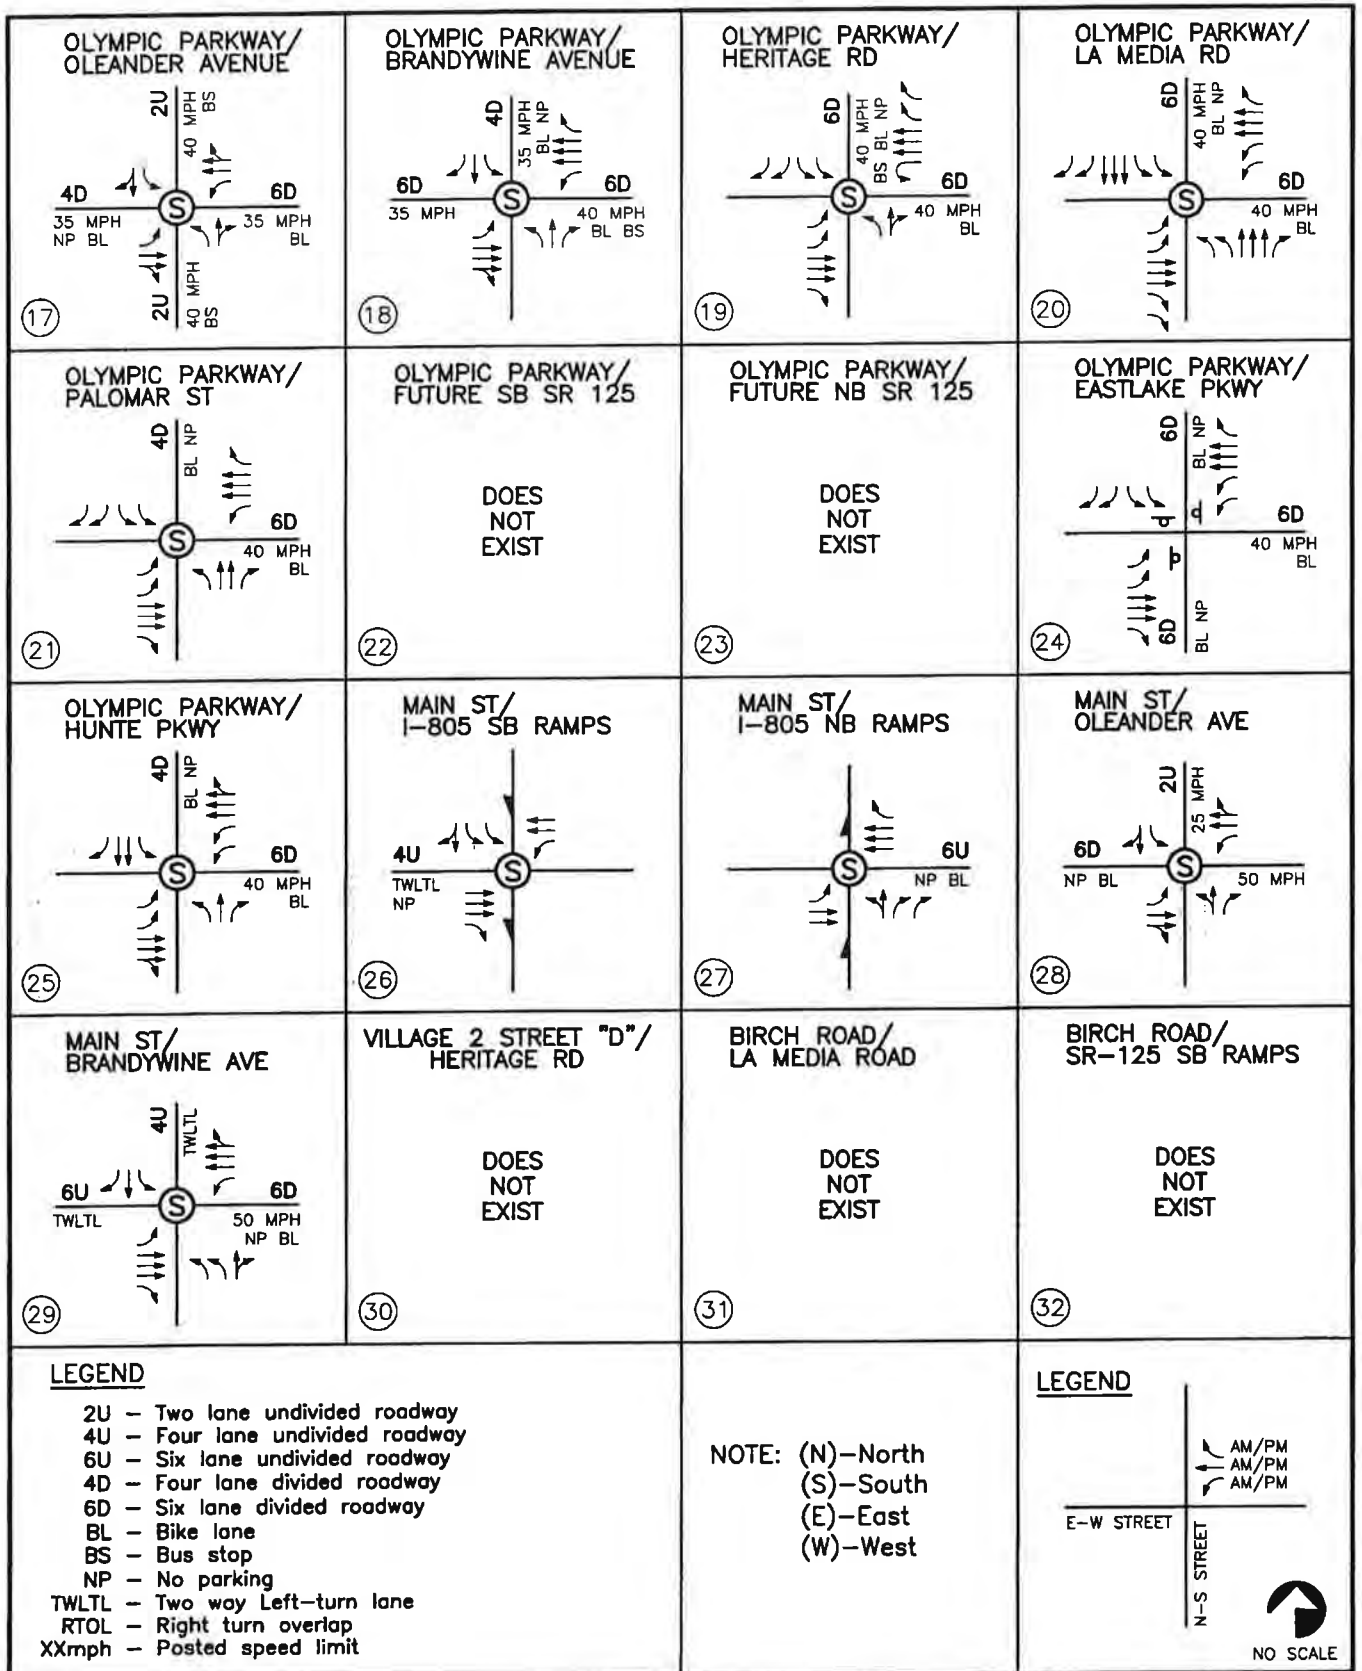 OLYMPIC PARKWAY/
OLEANDER AVENUE
2U
40 MPH
BS
4D
6D
35 MPH
NP BL
S
35 MPH
BL
2U
40 MPH
BS
17
OLYMPIC PARKWAY/
BRANDYWINE AVENUE
4D
35 MPH
BL NP
6D
6D
35 MPH
S
40 MPH
BL BS
18
OLYMPIC PARKWAY/
HERITAGE RD
6D
40 MPH
BS BL NP
6D
S
40 MPH
BL
19
OLYMPIC PARKWAY/
LA MEDIA RD
6D
40 MPH
BL NP
6D
S
40 MPH
BL
20
OLYMPIC PARKWAY/
PALOMAR ST
4D
BL NP
6D
S
40 MPH
BL
21
OLYMPIC PARKWAY/
FUTURE SB SR 125
DOES
NOT
EXIST
22
OLYMPIC PARKWAY/
FUTURE NB SR 125
DOES
NOT
EXIST
23
OLYMPIC PARKWAY/
EASTLAKE PKWY
6D
BL NP
6D
40 MPH
BL
6D
BL NP
24
OLYMPIC PARKWAY/
HUNTE PKWY
4D
BL NP
6D
S
40 MPH
BL
25
MAIN ST/
I-805 SB RAMPS
4U
TWLTL
NP
S
26
MAIN ST/
I-805 NB RAMPS
6U
S
NP BL
27
MAIN ST/
OLEANDER AVE
2U
25 MPH
6D
NP BL
S
50 MPH
28
MAIN ST/
BRANDYWINE AVE
4U
TWLTL
6U
6D
TWLTL
S
50 MPH
NP BL
29
VILLAGE 2 STREET "D"/
HERITAGE RD
DOES
NOT
EXIST
30
BIRCH ROAD/
LA MEDIA ROAD
DOES
NOT
EXIST
31
BIRCH ROAD/
SR-125 SB RAMPS
DOES
NOT
EXIST
32
LEGEND
2U – Two lane undivided roadway
4U – Four lane undivided roadway
6U – Six lane undivided roadway
4D – Four lane divided roadway
6D – Six lane divided roadway
BL – Bike lane
BS – Bus stop
NP – No parking
TWLTL – Two way Left-turn lane
RTOL – Right turn overlap
XXmph – Posted speed limit
NOTE: (N)-North
(S)-South
(E)-East
(W)-West
LEGEND
AM/PM
AM/PM
AM/PM
E-W STREET
N-S STREET
NO SCALE